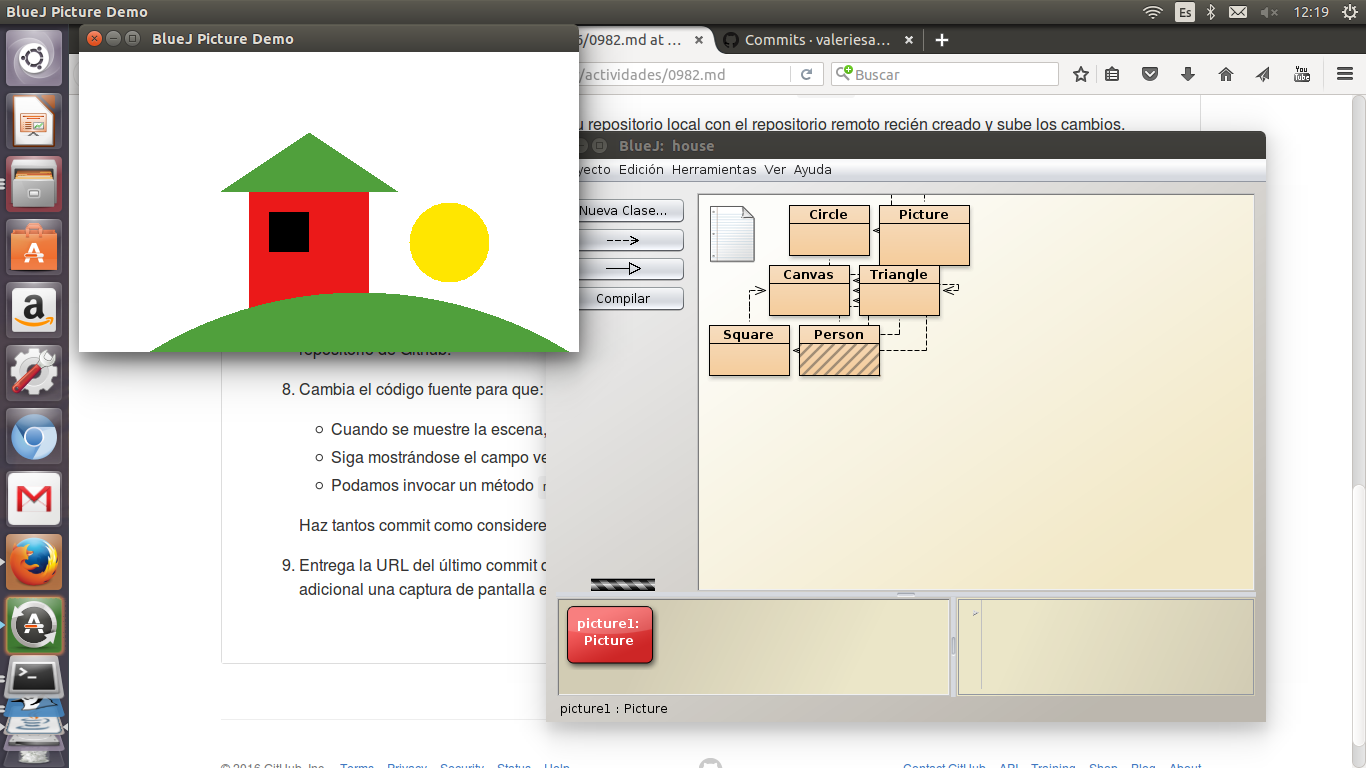 BlueJ Picture Demo
Es
12:19
BlueJ Picture Demo
5/0982.md at ...
Commits · valeriesa...
/actividades/0982.md
Buscar
You
Tube
u repositorio local con el repositorio remoto recién creado y sube los cambios.
BlueJ: house
yecto Edición Herramientas Ver Ayuda
Nueva Clase...
Compilar
Circle
Picture
Canvas
Triangle
Square
Person
repositorio de Github.
8. Cambia el código fuente para que:
Cuando se muestre la escena,
Siga mostrándose el campo ve
Podamos invocar un método
Haz tantos commit como considere
9. Entrega la URL del último commit
adicional una captura de pantalla e
picture1:
Picture
picture1 : Picture
© 2016 GitHub, Inc. Terms Privacy Security Status Help
Contact GitHub API Training Shop Blog About